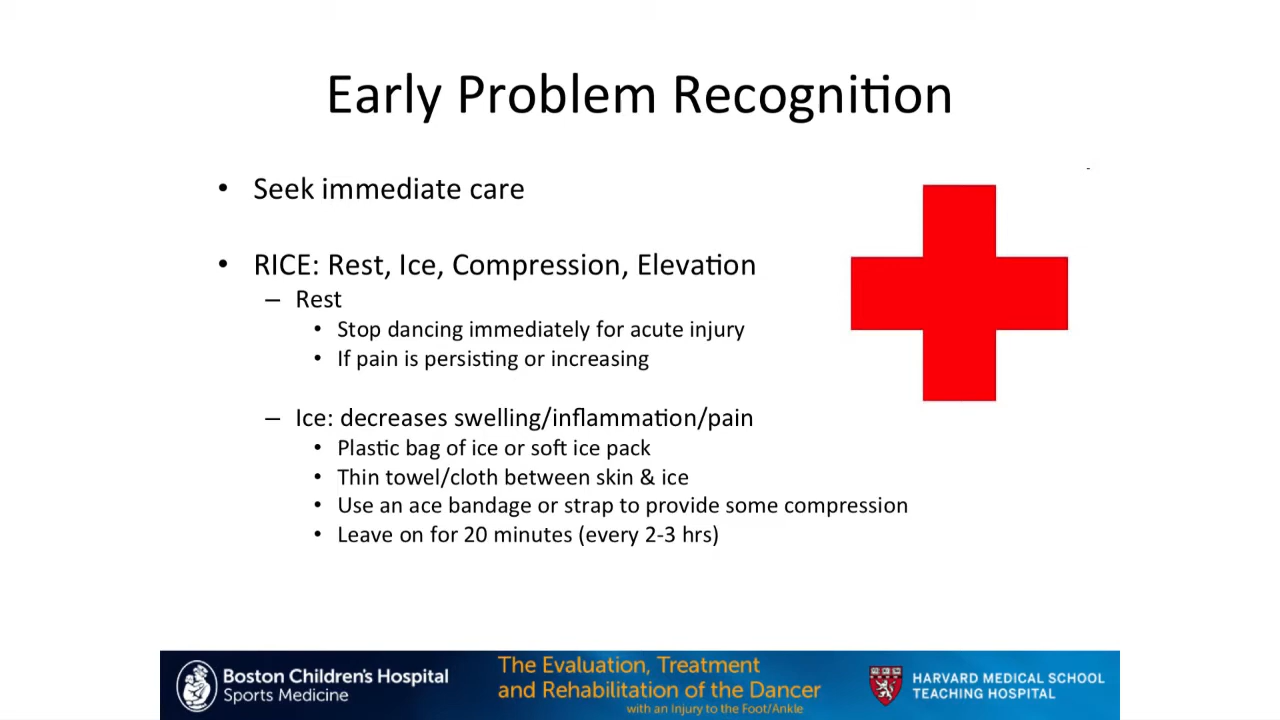 Early Problem Recognition
• Seek immediate care
• RICE: Rest, Ice, Compression, Elevation
– Rest
• Stop dancing immediately for acute injury
• If pain is persisting or increasing
– Ice: decreases swelling/inflammation/pain
• Plastic bag of ice or soft ice pack
• Thin towel/cloth between skin & ice
• Use an ace bandage or strap to provide some compression
• Leave on for 20 minutes (every 2-3 hrs)
Boston Children's Hospital
Sports Medicine
The Evaluation, Treatment
and Rehabilitation of the Dancer
with an Injury to the Foot/Ankle
HARVARD MEDICAL SCHOOL
TEACHING HOSPITAL